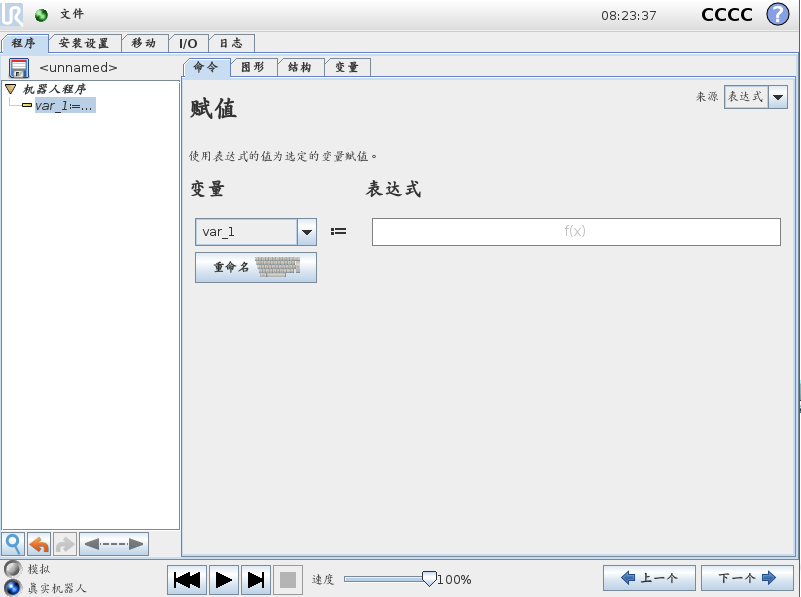 UR 文件 08:23:37 CCCC ?
程序 安装设置 移动 I/O 日志
<unnamed> 命令 图形 结构 变量
机器人程序
var_1:=...
赋值 来源 表达式
使用表达式的值为选定的变量赋值。
变量 表达式
var_1 := f(x)
重命名
模拟
真实机器人
速度 100% 上一个 下一个